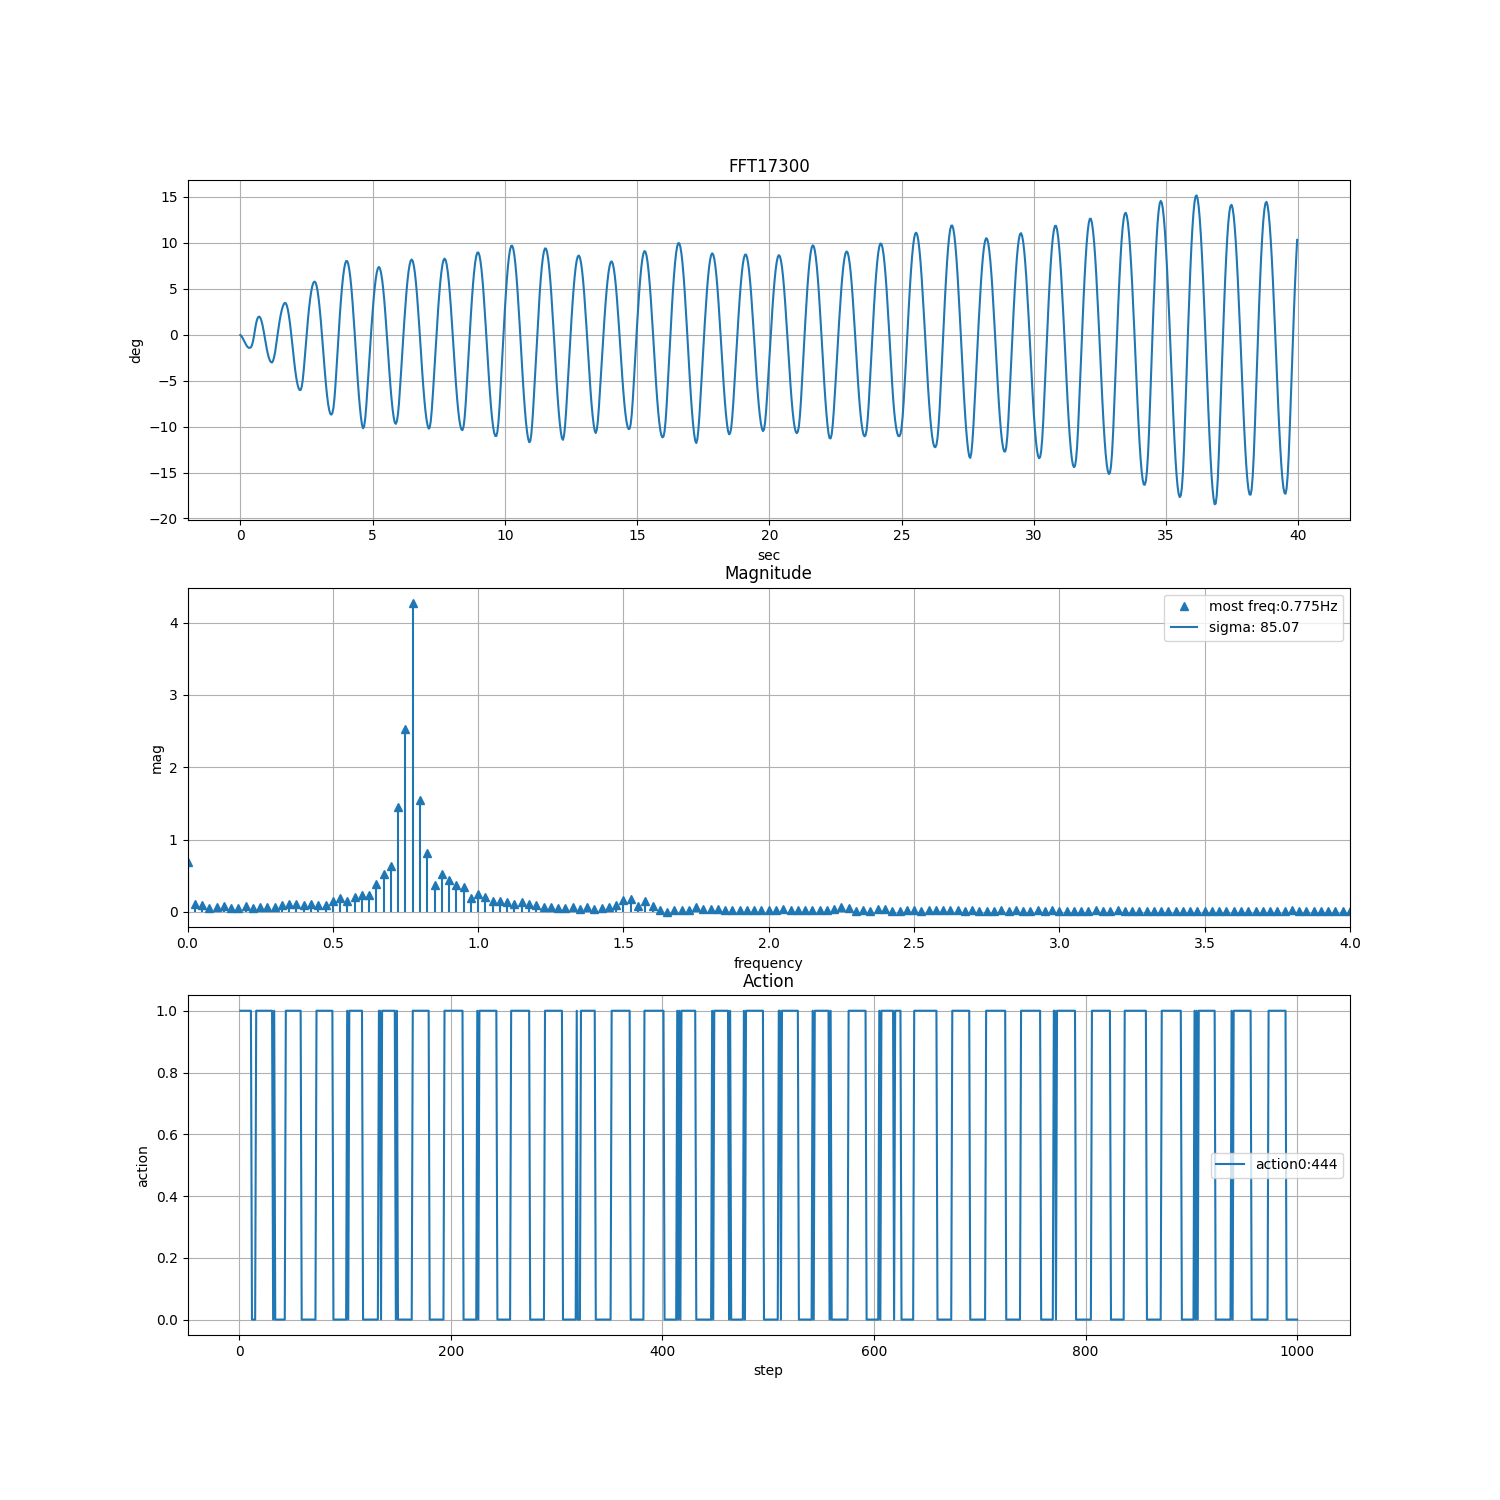 FFT17300
15
10
5
0
−5
−10
−15
−20
deg
0 5 10 15 20 25 30 35 40
sec
Magnitude
most freq:0.775Hz
sigma: 85.07
4
3
2
1
0
mag
0.0 0.5 1.0 1.5 2.0 2.5 3.0 3.5 4.0
frequency
Action
1.0
0.8
0.6
0.4
0.2
0.0
action
action0:444
0 200 400 600 800 1000
step